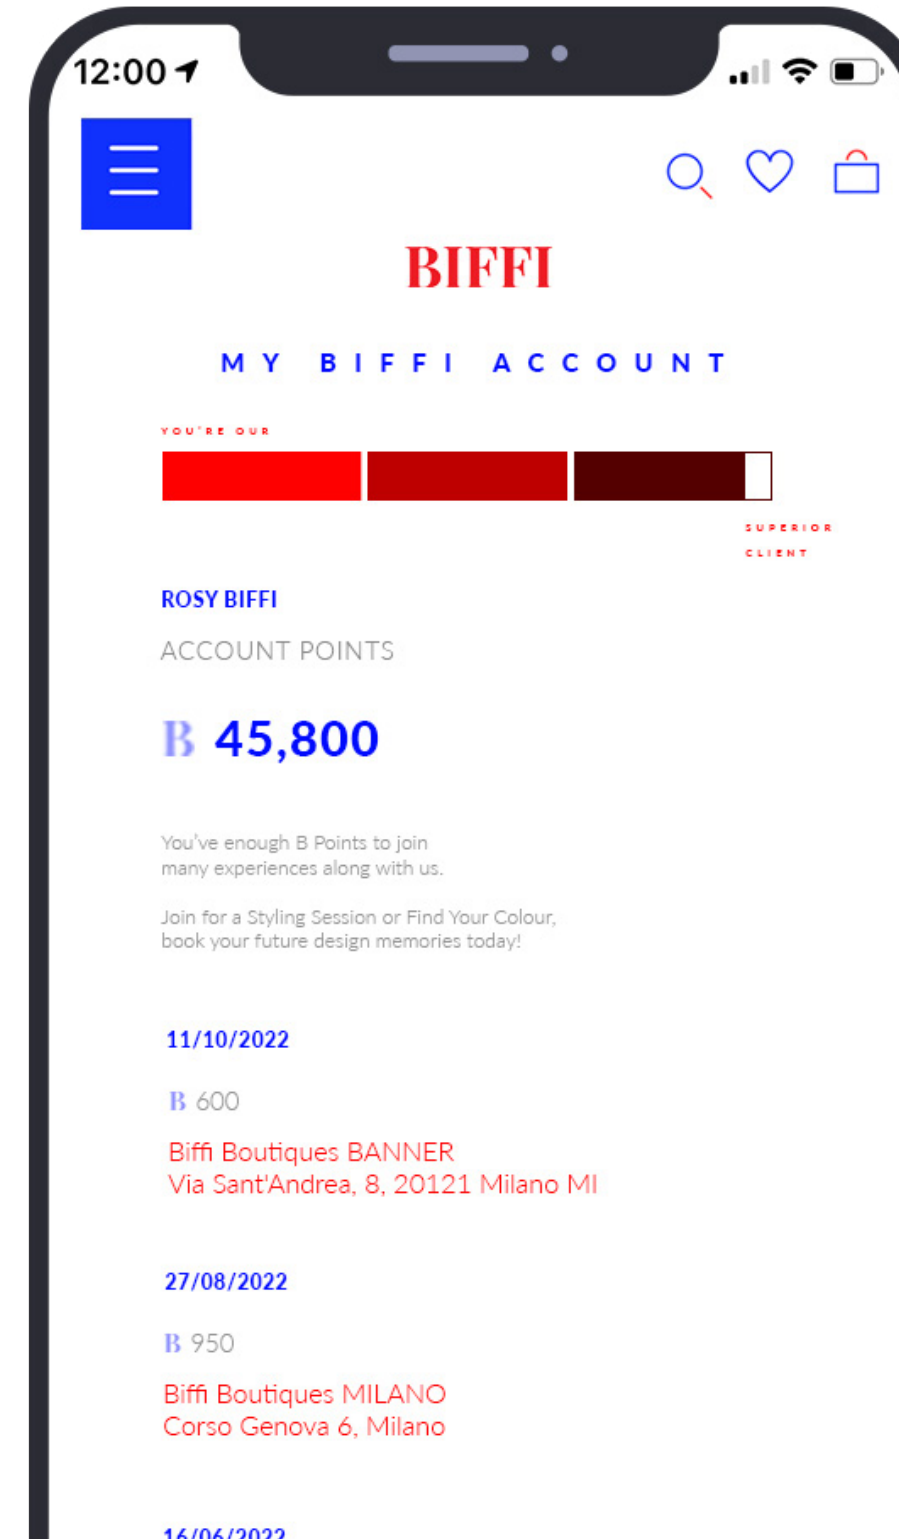 12:00
BIFFI
MY BIFFI ACCOUNT
YOU'RE OUR
SUPERIOR
CLIENT
ROSY BIFFI
ACCOUNT POINTS
B 45,800
You've enough B Points to join
many experiences along with us.
Join for a Styling Session or Find Your Colour,
book your future design memories today!
11/10/2022
B 600
Biffi Boutiques BANNER
Via Sant'Andrea, 8, 20121 Milano MI
27/08/2022
B 950
Biffi Boutiques MILANO
Corso Genova 6, Milano
16/06/2022